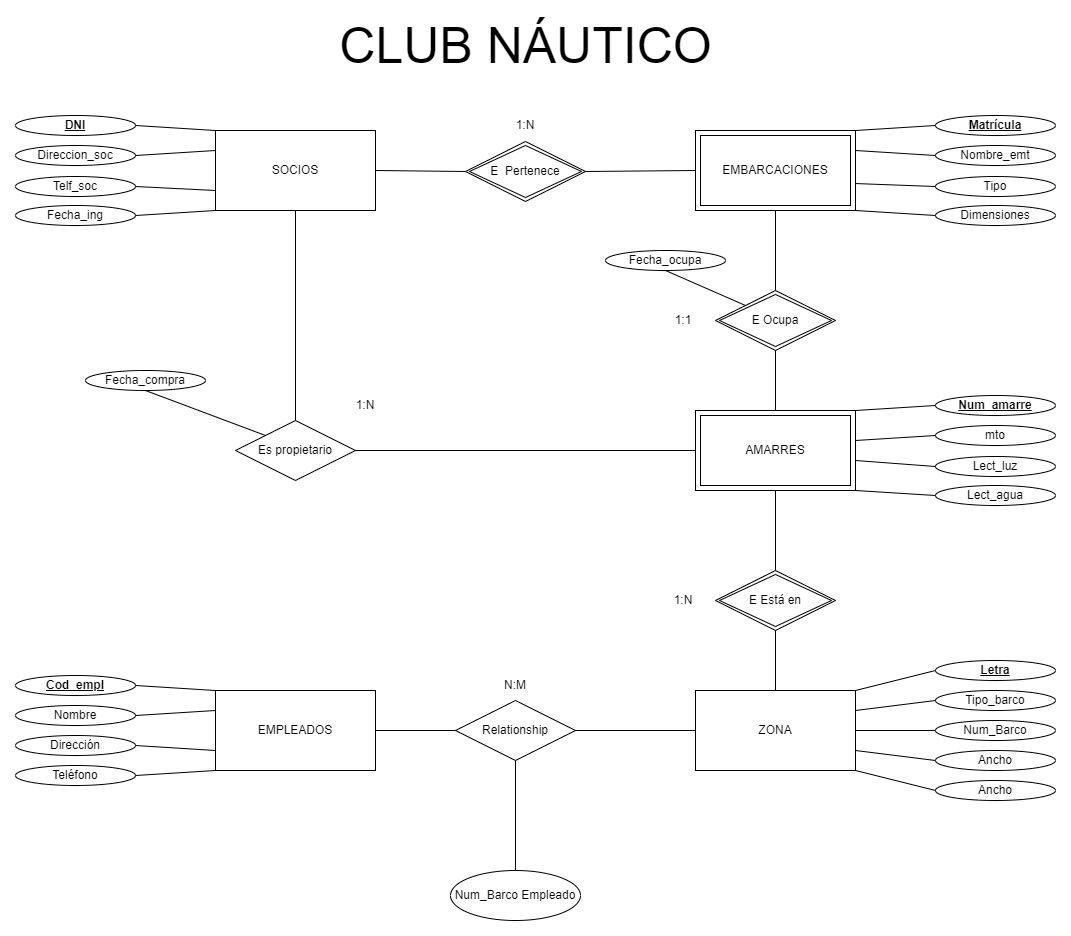 CLUB NÁUTICO
DNI
Direccion_soc
Telf_soc
Fecha_ing
SOCIOS
1:N
E Pertenece
EMBARCACIONES
Matrícula
Nombre_emt
Tipo
Dimensiones
Fecha_ocupa
1:1
E Ocupa
Fecha_compra
1:N
Es propietario
AMARRES
Num_amarre
mto
Lect_luz
Lect_agua
1:N
E Está en
Cod_empl
Nombre
Dirección
Teléfono
EMPLEADOS
N:M
Relationship
ZONA
Letra
Tipo_barco
Num_Barco
Ancho
Ancho
Num_Barco Empleado